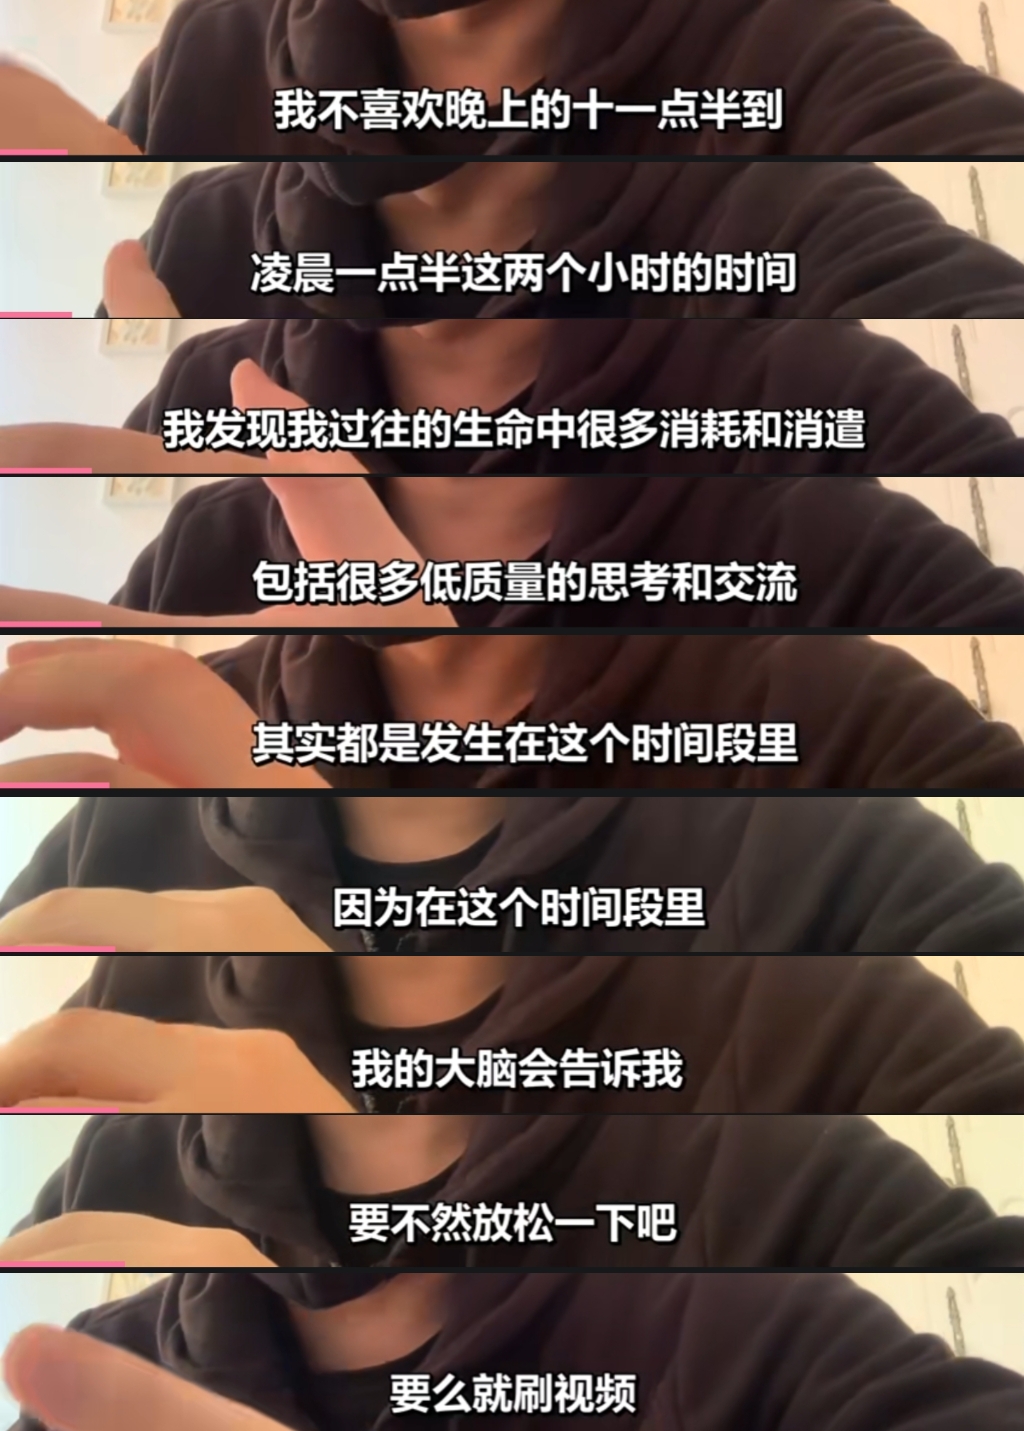 我不喜欢晚上的十一点半到
凌晨一点半这两个小时的时间
我发现我过往的生命中很多消耗和消遣
包括很多低质量的思考和交流
其实都是发生在这个时间段里
因为在这个时间段里
我的大脑会告诉我
要不然放松一下吧
要么就刷视频